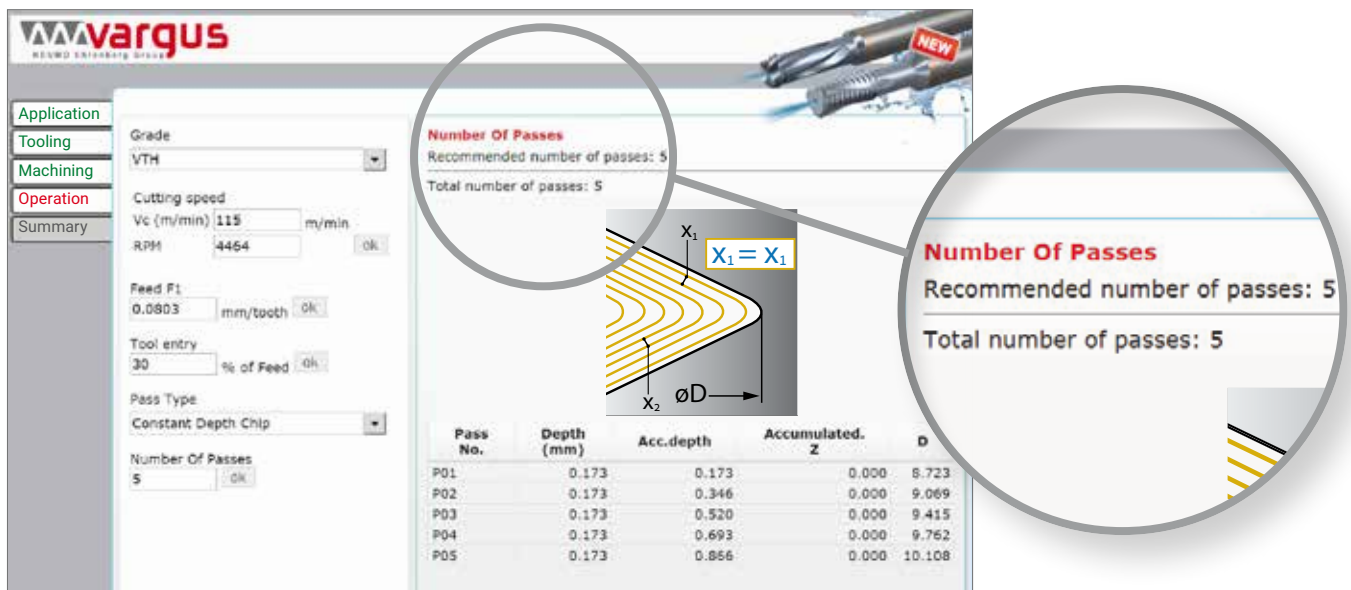 vargus
NEUMO Ehrenberg Group
NEW
Application
Tooling
Machining
Operation
Summary
Grade
VTH
Cutting speed
Vc (m/min) 115 m/min
RPM 4464 ok
Feed F1
0.0803 mm/tooth ok
Tool entry
30 % of Feed ok
Pass Type
Constant Depth Chip
Number Of Passes
5 ok
Number Of Passes
Recommended number of passes: 5
Total number of passes: 5
X1
X1 = X1
X2 øD
Pass No. Depth (mm) Acc.depth Accumulated. Z D
P01 0.173 0.173 0.000 8.723
P02 0.173 0.346 0.000 9.069
P03 0.173 0.520 0.000 9.415
P04 0.173 0.693 0.000 9.762
P05 0.173 0.866 0.000 10.108
Number Of Passes
Recommended number of passes: 5
Total number of passes: 5